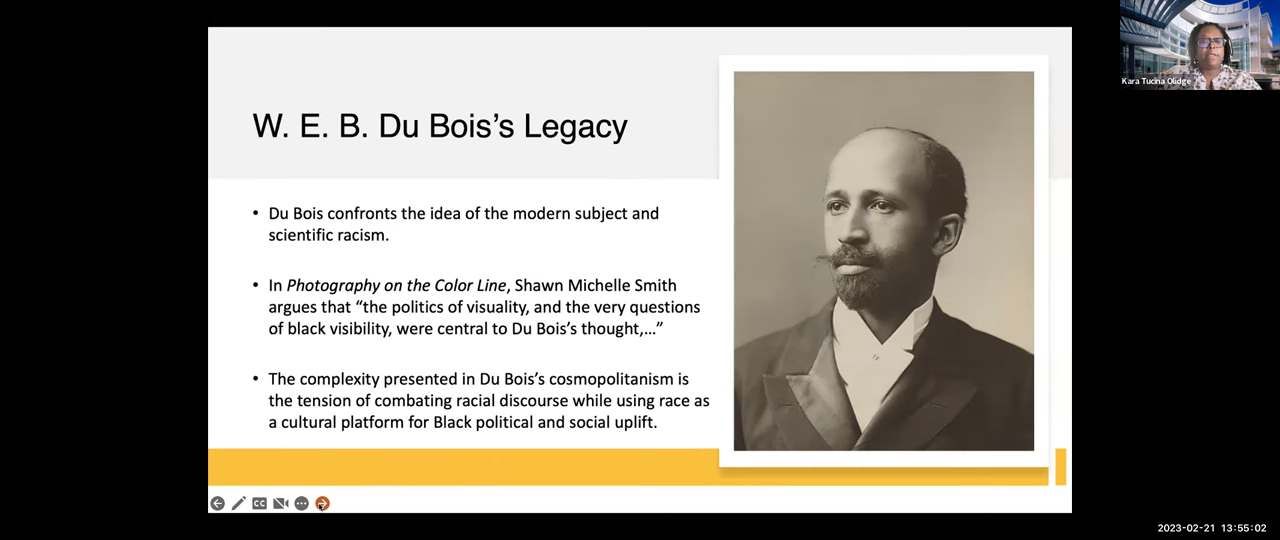 W. E. B. Du Bois’s Legacy
• Du Bois confronts the idea of the modern subject and
scientific racism.
• In Photography on the Color Line, Shawn Michelle Smith
argues that “the politics of visuality, and the very questions
of black visibility, were central to Du Bois’s thought,...”
• The complexity presented in Du Bois’s cosmopolitanism is
the tension of combating racial discourse while using race as
a cultural platform for Black political and social uplift.
CC
Kara Tucina Olidge
2023-02-21 13:55:02